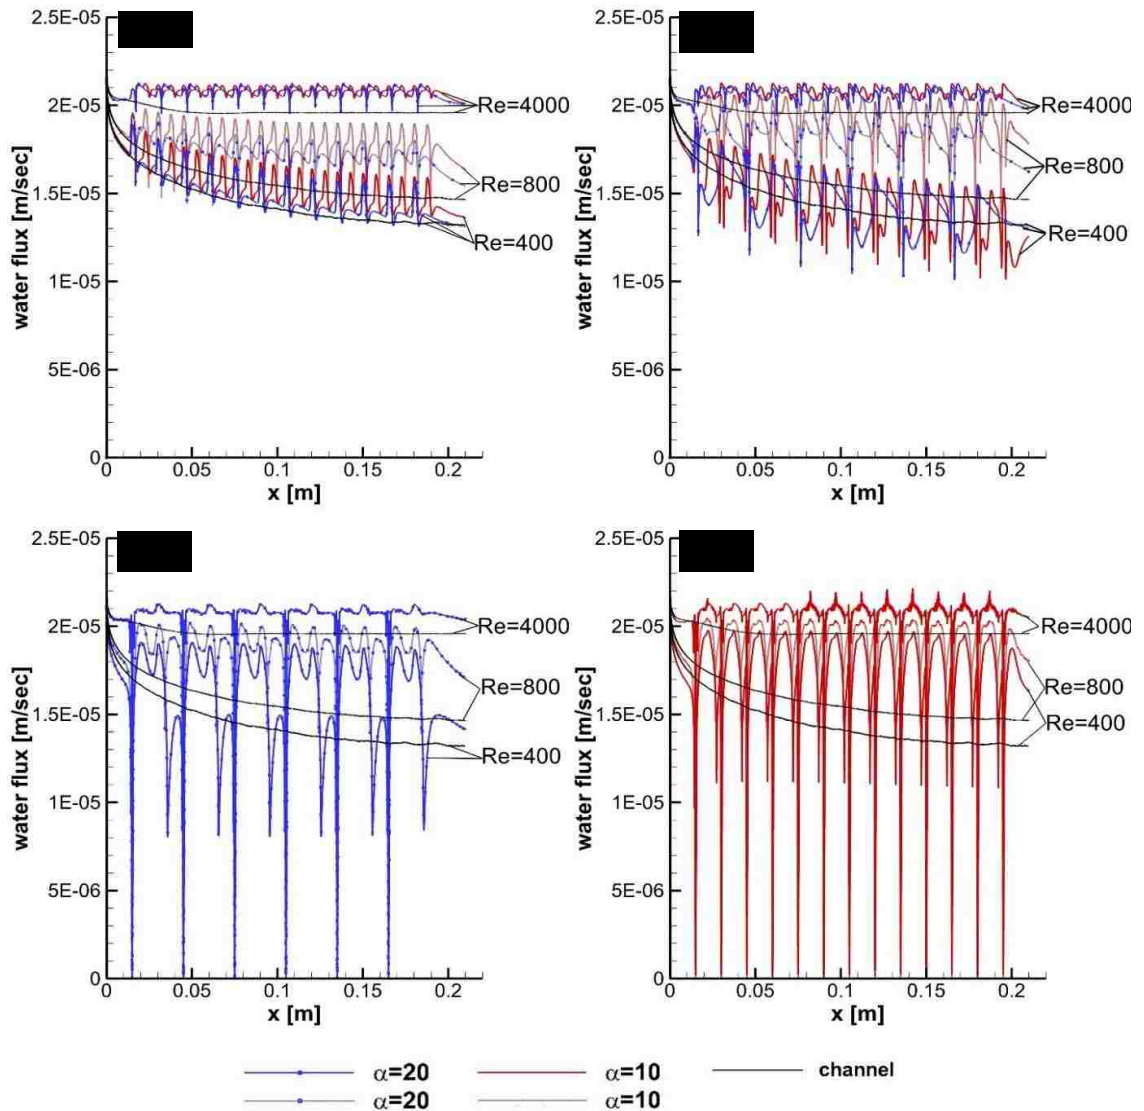 2.5E-05
2E-05
1.5E-05
1E-05
5E-06
0
water flux [m/sec]
Re=4000
Re=800
Re=400
0 0.05 0.1 0.15 0.2
x [m]
2.5E-05
2E-05
1.5E-05
1E-05
5E-06
0
water flux [m/sec]
Re=4000
Re=800
Re=400
0 0.05 0.1 0.15 0.2
x [m]
2.5E-05
2E-05
1.5E-05
1E-05
5E-06
0
water flux [m/sec]
Re=4000
Re=800
Re=400
0 0.05 0.1 0.15 0.2
x [m]
2.5E-05
2E-05
1.5E-05
1E-05
5E-06
0
water flux [m/sec]
Re=4000
Re=800
Re=400
0 0.05 0.1 0.15 0.2
x [m]
α=20 α=10 channel
α=20 α=10